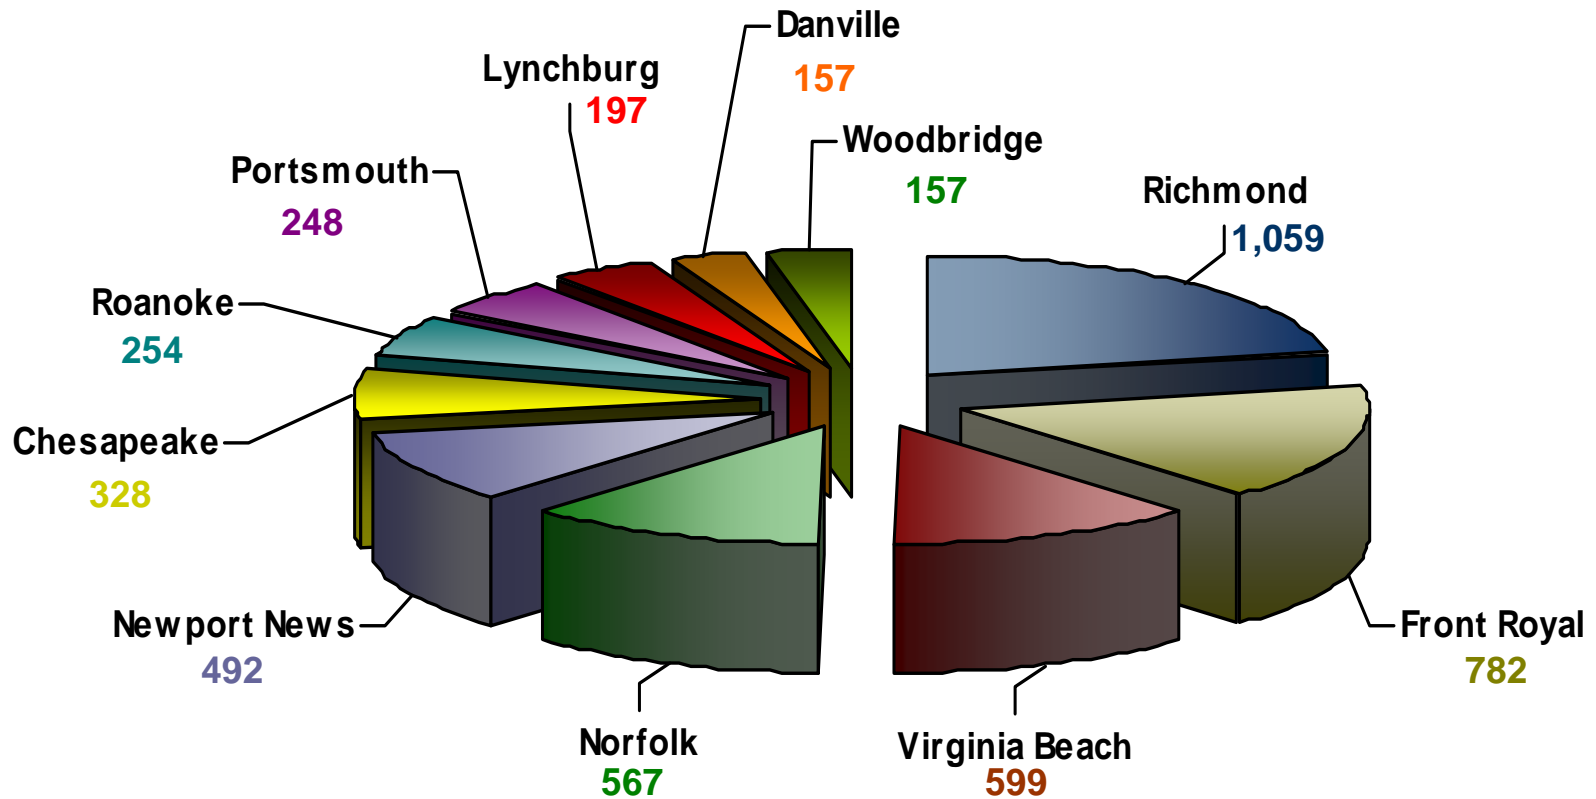 Danville
157
Lynchburg
197
Woodbridge
157
Portsmouth
248
Richmond
1,059
Roanoke
254
Chesapeake
328
Newport News
492
Front Royal
782
Norfolk
567
Virginia Beach
599